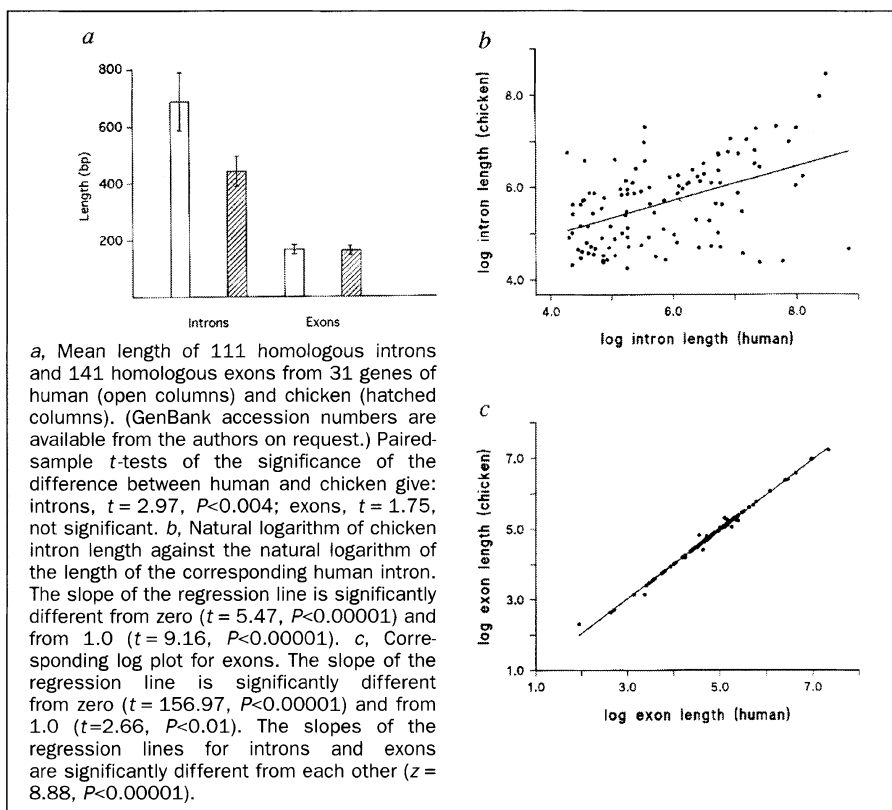 a
800
600
400
200
Length (bp)
Introns
Exons
a, Mean length of 111 homologous introns
and 141 homologous exons from 31 genes of
human (open columns) and chicken (hatched
columns). (GenBank accession numbers are
available from the authors on request.) Paired-
sample t-tests of the significance of the
difference between human and chicken give:
introns, t = 2.97, P<0.004; exons, t = 1.75,
not significant. b, Natural logarithm of chicken
intron length against the natural logarithm of
the length of the corresponding human intron.
The slope of the regression line is significantly
different from zero (t = 5.47, P<0.00001) and
from 1.0 (t = 9.16, P<0.00001). c, Corre-
sponding log plot for exons. The slope of the
regression line is significantly different
from zero (t = 156.97, P<0.00001) and from
1.0 (t=2.66, P<0.01). The slopes of the
regression lines for introns and exons
are significantly different from each other (z =
8.88, P<0.00001).
b
8.0
6.0
4.0
log intron length (chicken)
4.0 6.0 8.0
log intron length (human)
c
7.0
5.0
3.0
1.0
log exon length (chicken)
1.0 3.0 5.0 7.0
log exon length (human)